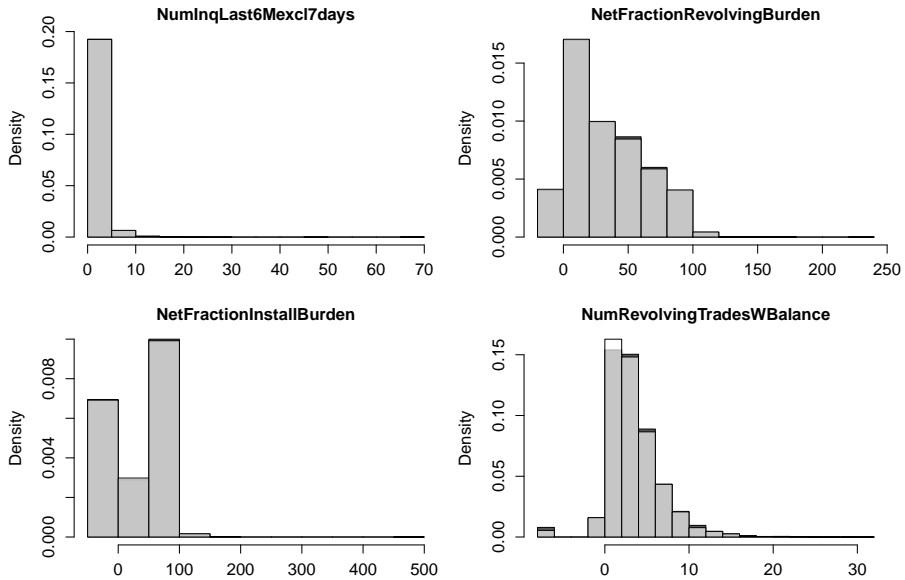 NumInqLast6Mexcl7days
Density
0.00 0.05 0.10 0.15 0.20
0 10 20 30 40 50 60 70
NetFractionRevolvingBurden
Density
0.000 0.005 0.010 0.015
0 50 100 150 200 250
NetFractionInstallBurden
Density
0.000 0.004 0.008
0 100 200 300 400 500
NumRevolvingTradesWBalance
Density
0.00 0.05 0.10 0.15
0 10 20 30